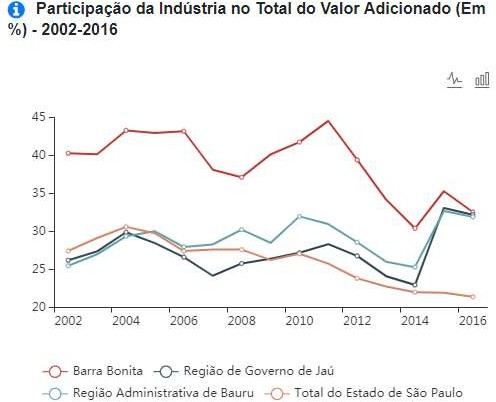 Participação da Indústria no Total do Valor Adicionado (Em
%) - 2002-2016
45
40
35
30
25
20
2002 2004 2006 2008 2010 2012 2014 2016
Barra Bonita Região de Governo de Jaú
Região Administrativa de Bauru Total do Estado de São Paulo